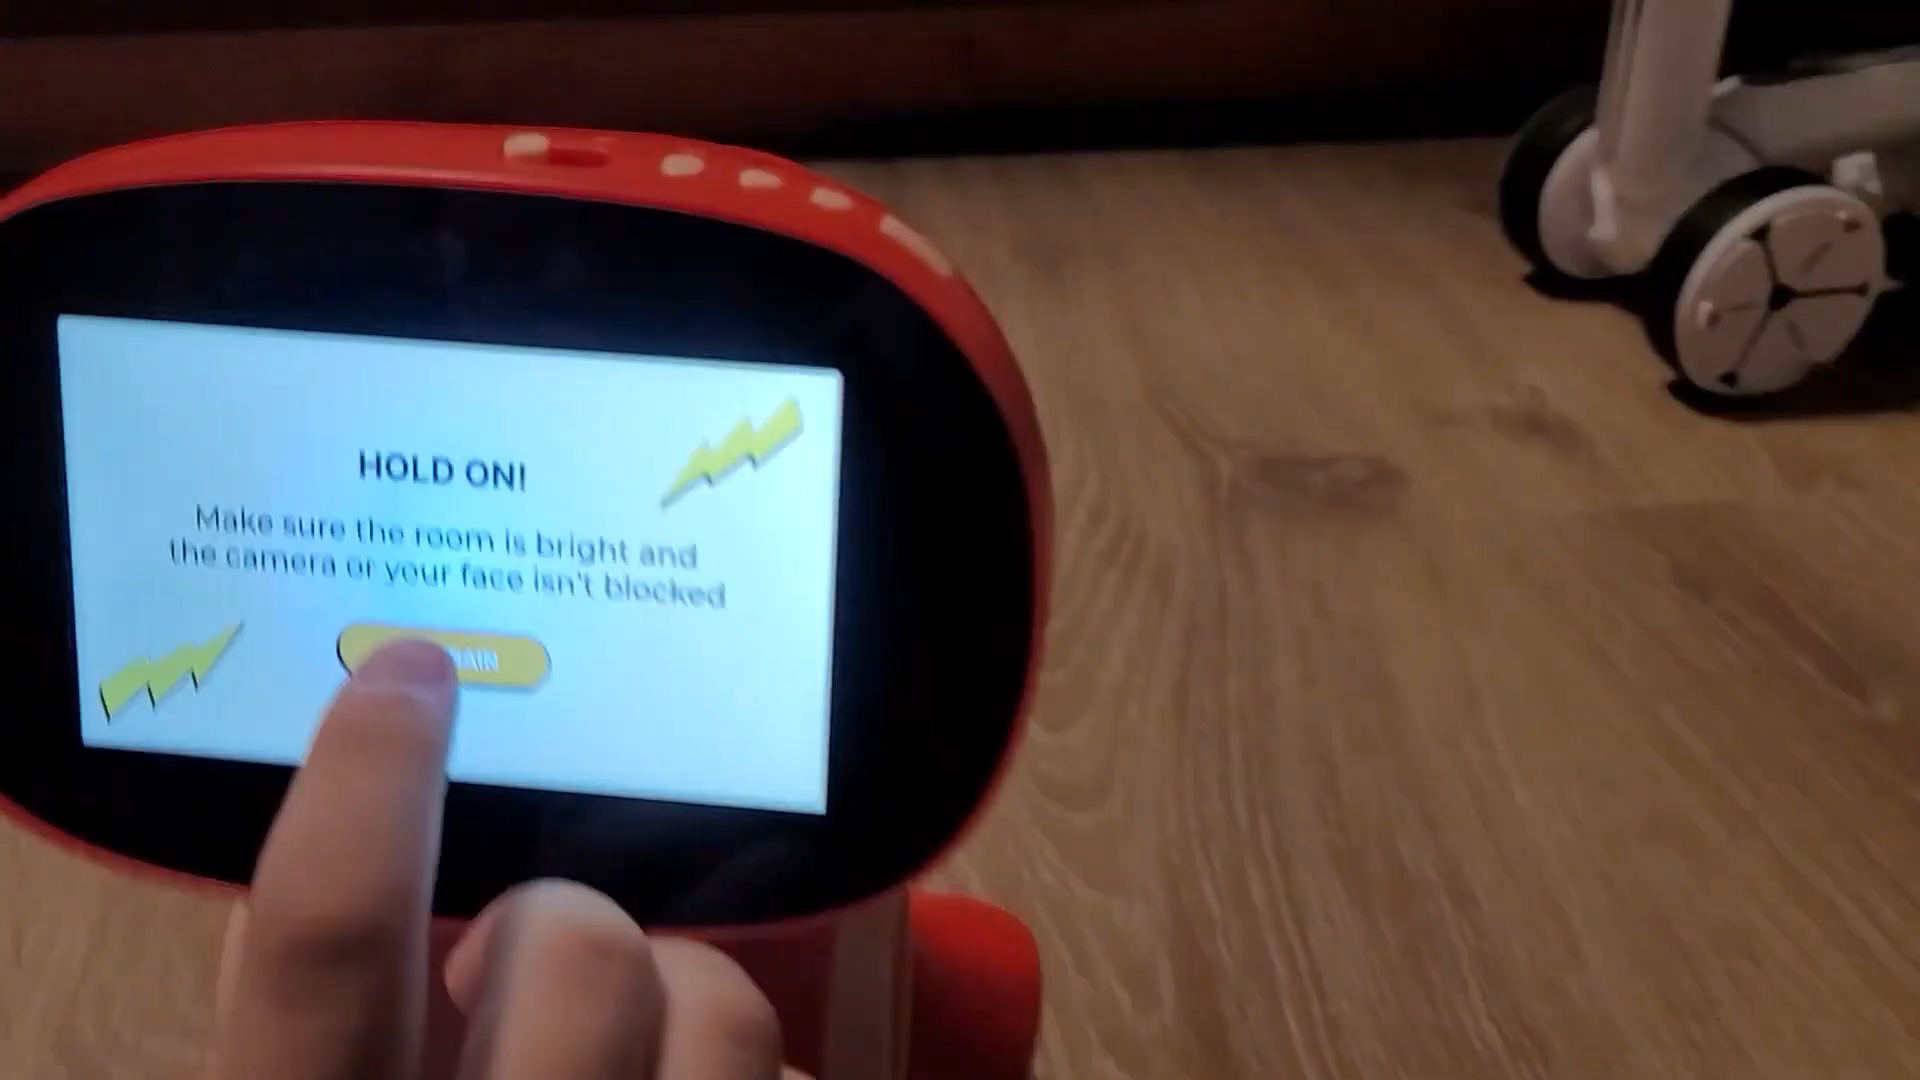 HOLD ON!
Make sure the room is bright and
the camera or your face isn't blocked